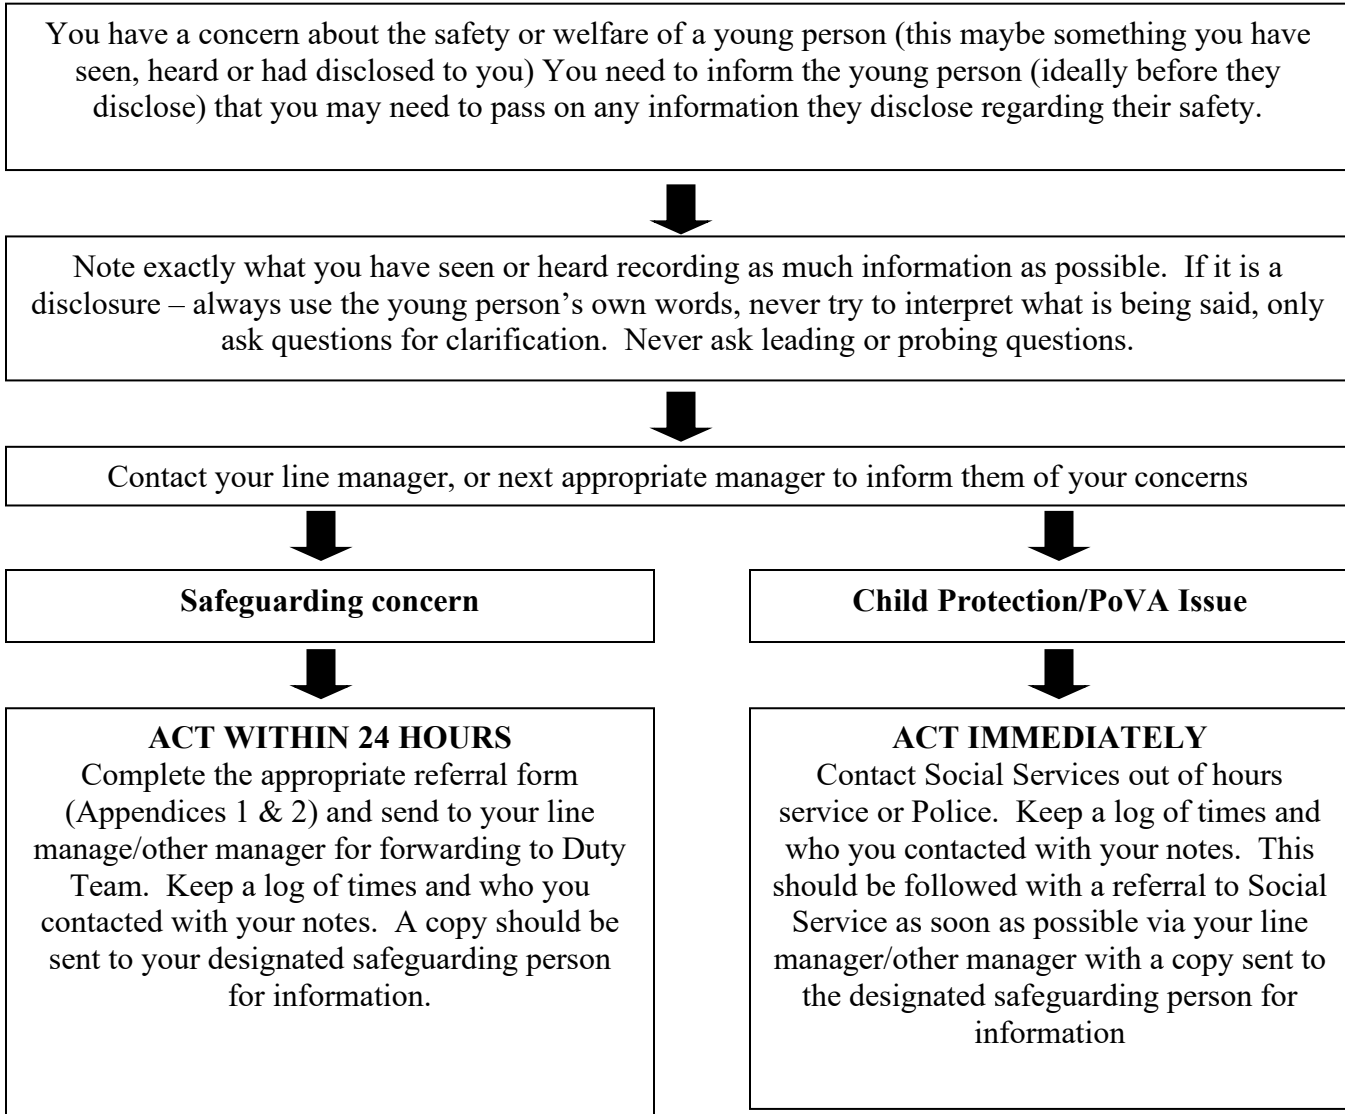 You have a concern about the safety or welfare of a young person (this maybe something you have
seen, heard or had disclosed to you) You need to inform the young person (ideally before they
disclose) that you may need to pass on any information they disclose regarding their safety.
Note exactly what you have seen or heard recording as much information as possible.  If it is a
disclosure – always use the young person’s own words, never try to interpret what is being said, only
ask questions for clarification.  Never ask leading or probing questions.
Contact your line manager, or next appropriate manager to inform them of your concerns
Safeguarding concern
Child Protection/PoVA Issue
ACT WITHIN 24 HOURS
Complete the appropriate referral form
(Appendices 1 & 2) and send to your line
manage/other manager for forwarding to Duty
Team.  Keep a log of times and who you
contacted with your notes.  A copy should be
sent to your designated safeguarding person
for information.
ACT IMMEDIATELY
Contact Social Services out of hours
service or Police.  Keep a log of times and
who you contacted with your notes.  This
should be followed with a referral to Social
Service as soon as possible via your line
manager/other manager with a copy sent to
the designated safeguarding person for
information